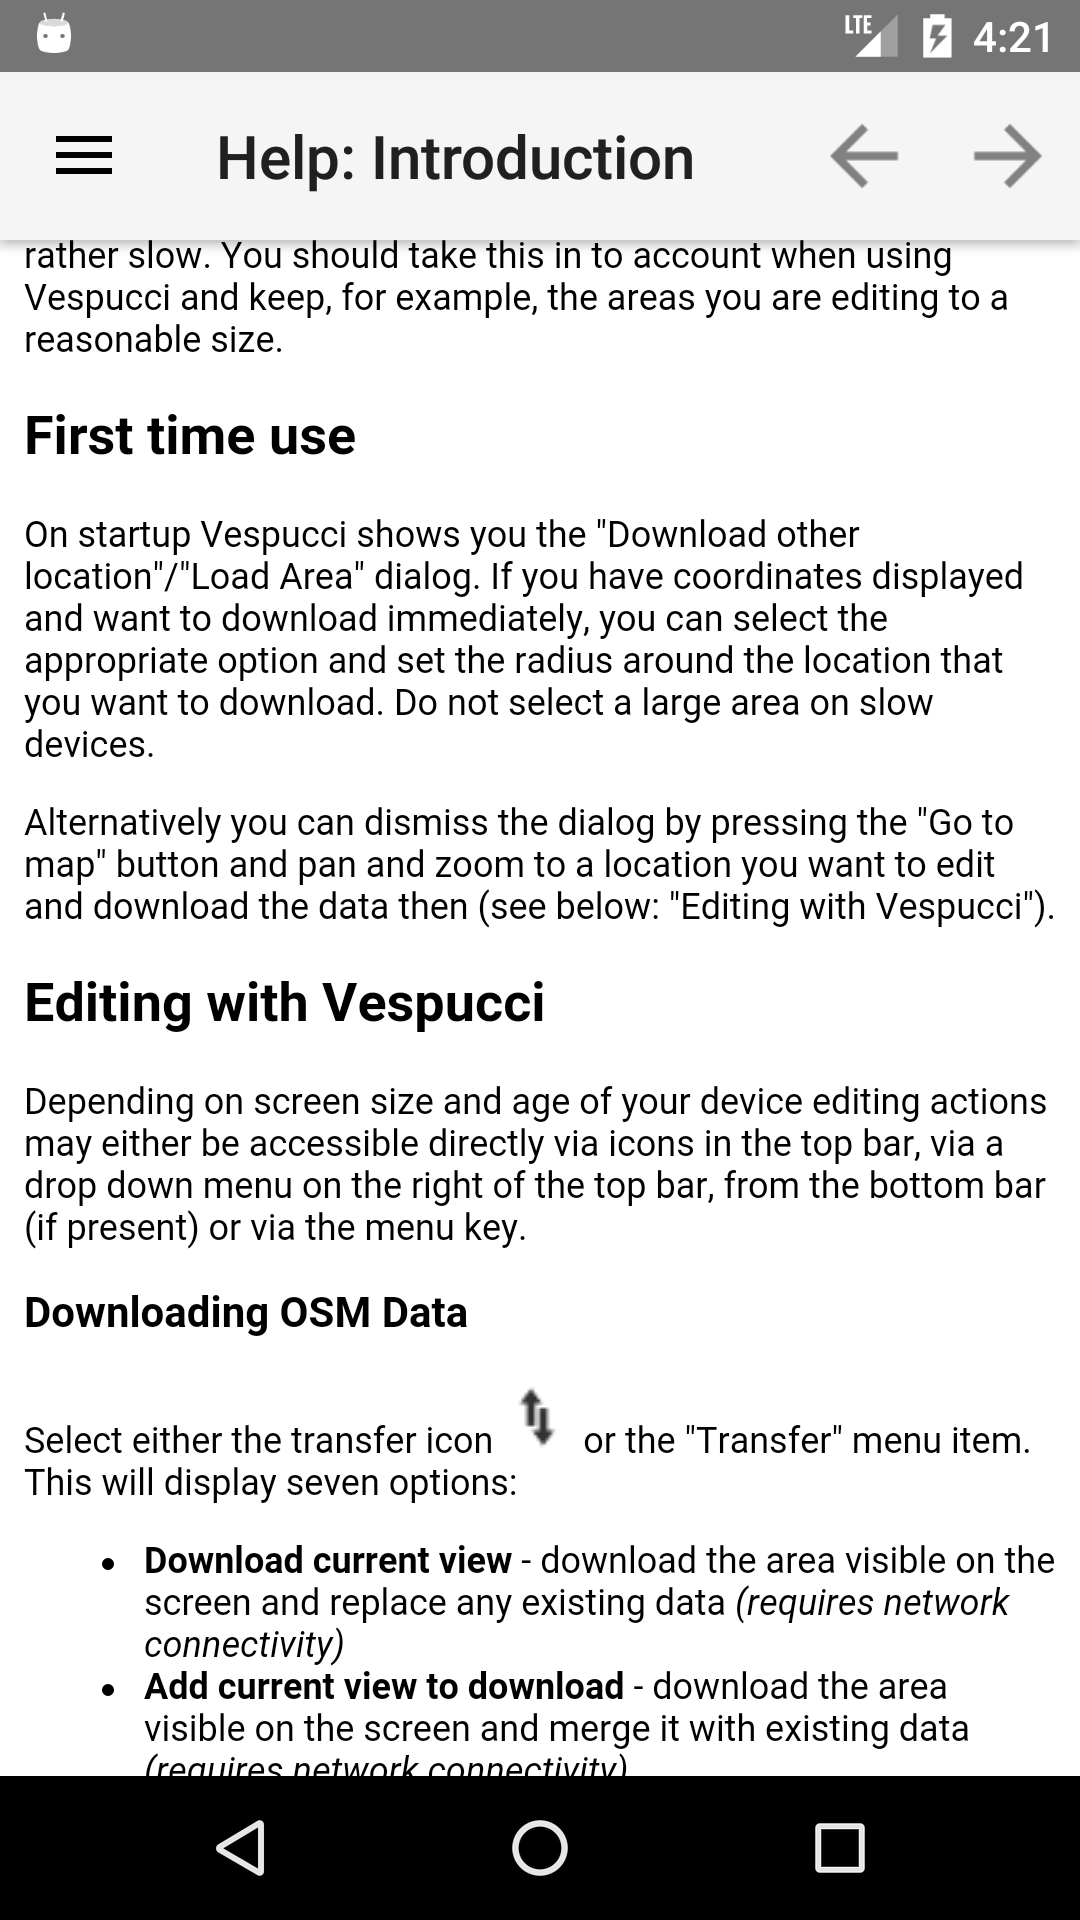 LTE 4:21
Help: Introduction
rather slow. You should take this in to account when using
Vespucci and keep, for example, the areas you are editing to a
reasonable size.
First time use
On startup Vespucci shows you the "Download other
location"/"Load Area" dialog. If you have coordinates displayed
and want to download immediately, you can select the
appropriate option and set the radius around the location that
you want to download. Do not select a large area on slow
devices.
Alternatively you can dismiss the dialog by pressing the "Go to
map" button and pan and zoom to a location you want to edit
and download the data then (see below: "Editing with Vespucci").
Editing with Vespucci
Depending on screen size and age of your device editing actions
may either be accessible directly via icons in the top bar, via a
drop down menu on the right of the top bar, from the bottom bar
(if present) or via the menu key.
Downloading OSM Data
Select either the transfer icon or the "Transfer" menu item.
This will display seven options:
• Download current view - download the area visible on the
screen and replace any existing data (requires network
connectivity)
• Add current view to download - download the area
visible on the screen and merge it with existing data
(requires network connectivity)